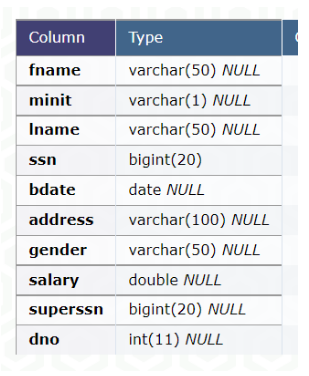 Column Type
fname varchar(50) NULL
minit varchar(1) NULL
lname varchar(50) NULL
ssn bigint(20)
bdate date NULL
address varchar(100) NULL
gender varchar(50) NULL
salary double NULL
superssn bigint(20) NULL
dno int(11) NULL